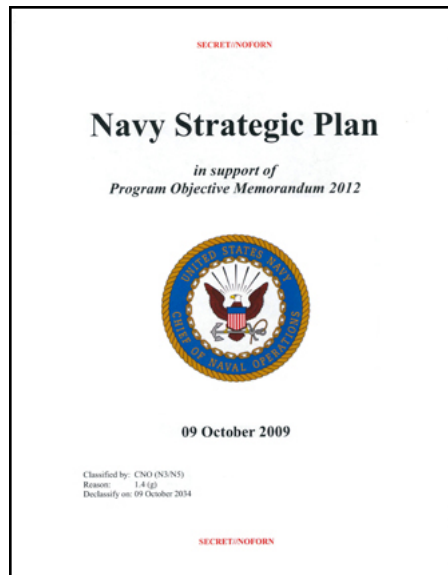 SECRET//NOFORN
Navy Strategic Plan
in support of
Program Objective Memorandum 2012
UNITED STATES NAVY
CHIEF OF NAVAL OPERATIONS
09 October 2009
Classified by: CNO (N3/N5)
Reason: 1.4 (g)
Declassify on: 09 October 2034
SECRET//NOFORN